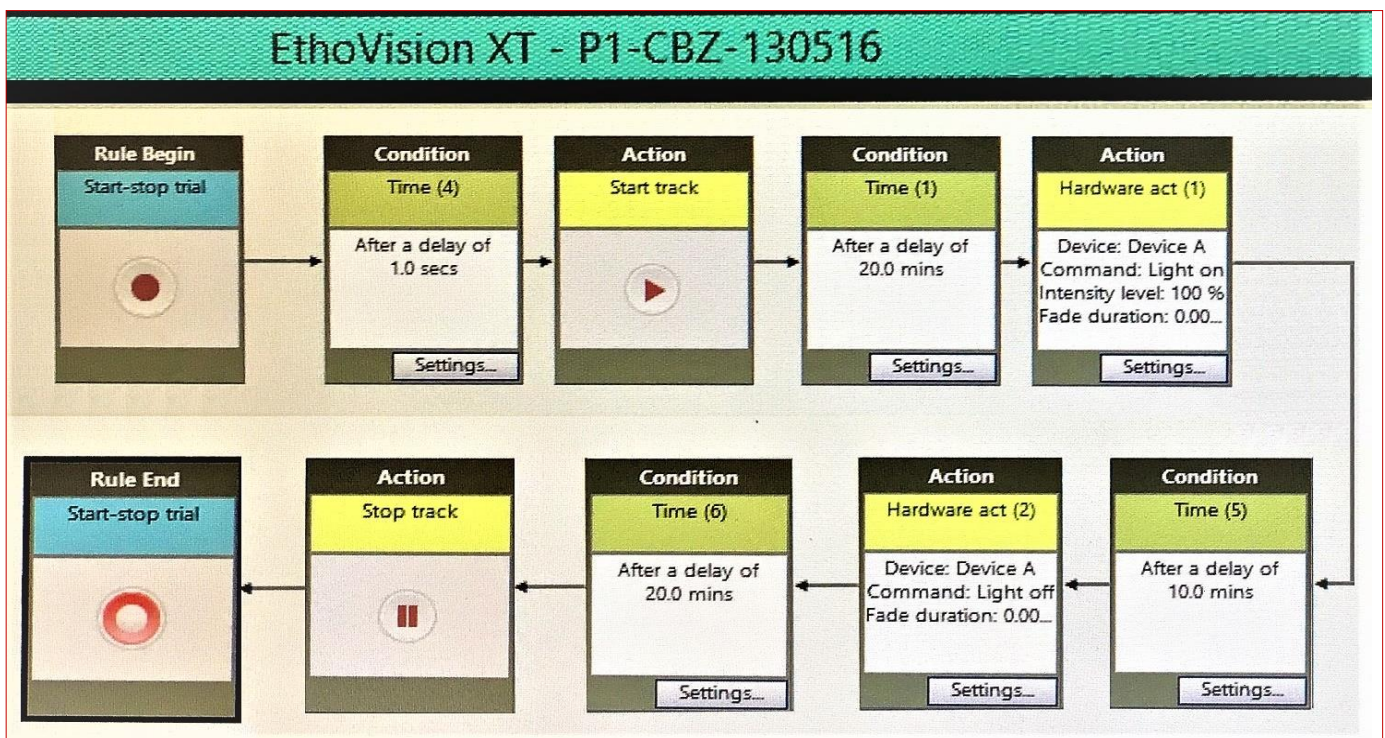 EthoVision XT - P1-CBZ-130516
Rule Begin
Start-stop trial
Condition
Time (4)
After a delay of
1.0 secs
Settings...
Action
Start track
Condition
Time (1)
After a delay of
20.0 mins
Settings...
Action
Hardware act (1)
Device: Device A
Command: Light on
Intensity level: 100 %
Fade duration: 0.00...
Settings...
Condition
Time (5)
After a delay of
10.0 mins
Settings...
Action
Hardware act (2)
Device: Device A
Command: Light off
Fade duration: 0.00...
Settings...
Condition
Time (6)
After a delay of
20.0 mins
Settings...
Action
Stop track
Rule End
Start-stop trial